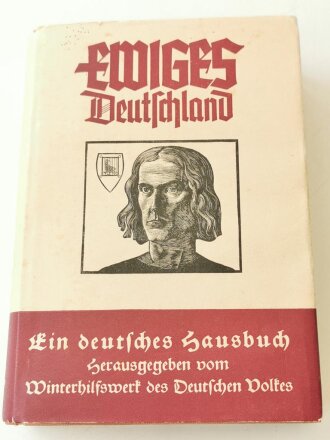 EWIGES
Deutschland
Ein deutsches Hausbuch
Herausgegeben vom
Winterhilfswerk des Deutschen Volkes